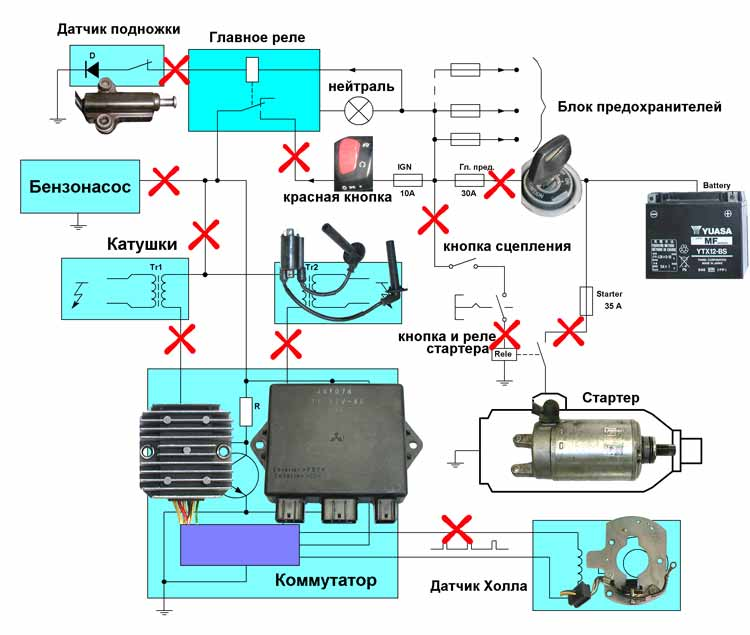 Датчик подножки
Главное реле
D
нейтраль
Блок предохранителей
красная кнопка
IGN
10A
Гл. пред.
30A
Battery
YUASA
MF
YTX12-BS
Бензонасос
Катушки
Tr1
Tr2
кнопка сцепления
Starter
35 A
кнопка и реле
стартера
Rele
Стартер
R
Коммутатор
Датчик Холла